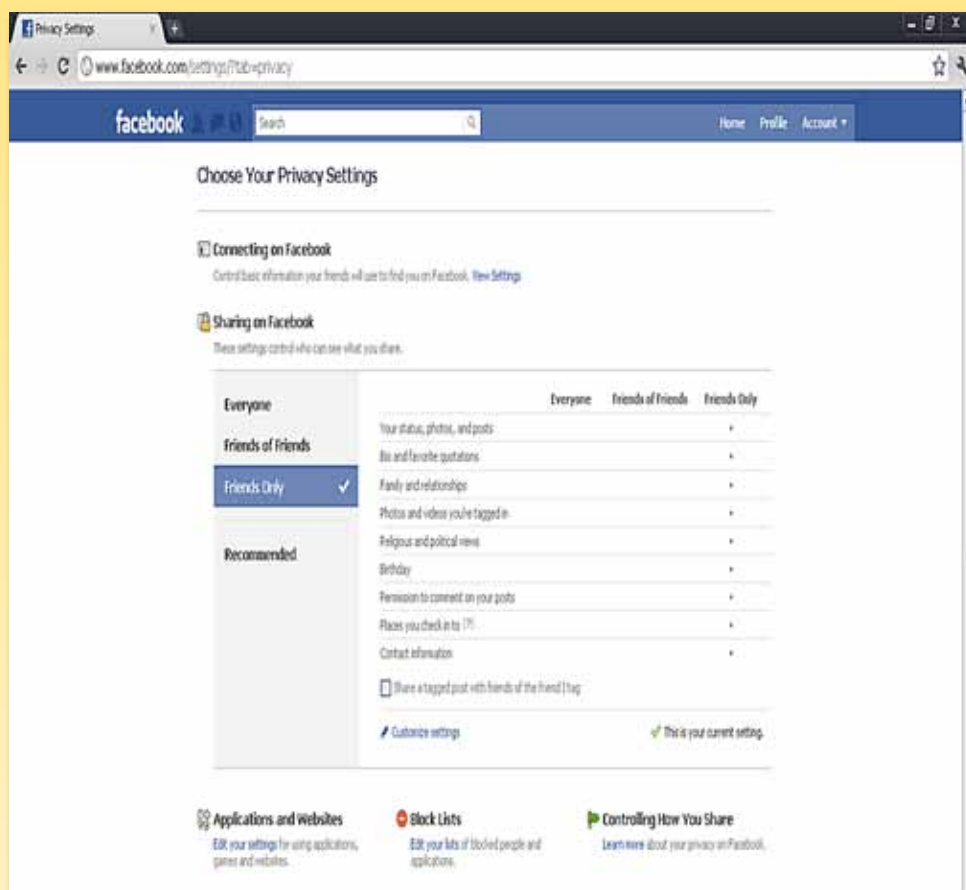 Privacy Settings
www.facebook.com/settings/?tab=privacy
facebook Search Home Profile Account
Choose Your Privacy Settings
Connecting on Facebook
Control basic information your friends will use to find you on Facebook. View Settings
Sharing on Facebook
These settings control who can see what you share.
Everyone
Friends of Friends
Friends Only
Recommended
Everyone Friends of Friends Friends Only
Your status, photos, and posts
Bio and favorite quotations
Family and relationships
Photos and videos you're tagged in
Religious and political views
Birthday
Permission to comment on your posts
Places you check in to [?]
Contact information
Share a tagged post with friends of the friend I tag
Customize settings This is your current setting.
Applications and Websites
Edit your settings for using applications,
games and websites.
Block Lists
Edit your lists of blocked people and
applications.
Controlling How You Share
Learn more about your privacy on Facebook.